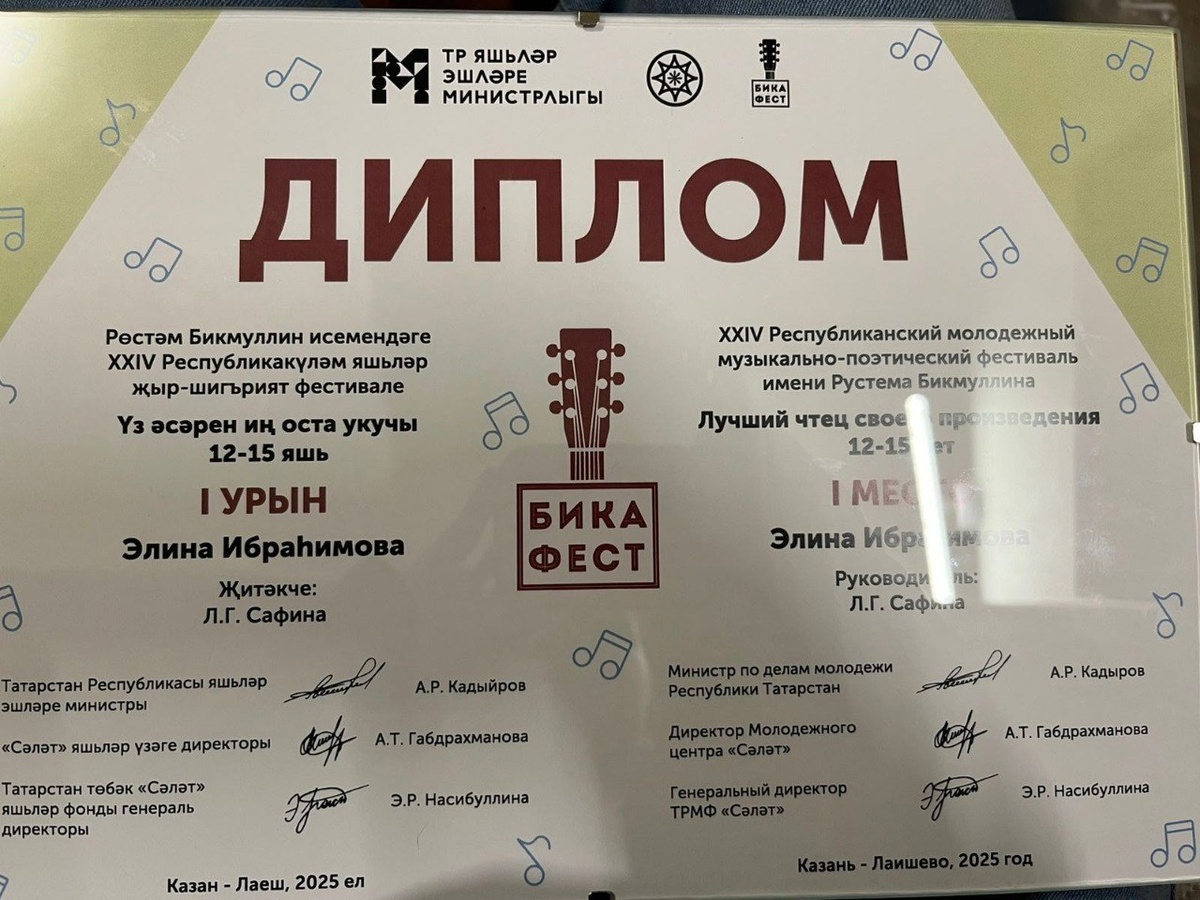 ТР ЯШЬЛӘР
ЭШЛӘРЕ
МИНИСТРЛЫГЫ
БИКА
ФЕСТ
ДИПЛОМ
Рөстәм Бикмуллин исемендәге
XXIV Республикакүләм яшьләр
җыр-шигърият фестивале
Үз әсәрен иң оста укучы
12-15 яшь
I УРЫН
Элина Ибраһимова
Җитәкче:
Л.Г. Сафина
БИКА
ФЕСТ
XXIV Республиканский молодежный
музыкально-поэтический фестиваль
имени Рустема Бикмуллина
Лучший чтец своего произведения
12-15 лет
I МЕСТО
Элина Ибрагимова
Руководитель:
Л.Г. Сафина
Татарстан Республикасы яшьләр
эшләре министры
А.Р. Кадыйров
«Сәләт» яшьләр үзәге директоры
А.Т. Габдрахманова
Татарстан төбәк «Сәләт»
яшьләр фонды генераль
директоры
Э.Р. Насибуллина
Казан - Лаеш, 2025 ел
Министр по делам молодежи
Республики Татарстан
А.Р. Кадыров
Директор Молодежного
центра «Сәләт»
А.Т. Габдрахманова
Генеральный директор
ТРМФ «Сәләт»
Э.Р. Насибуллина
Казань - Лаишево, 2025 год